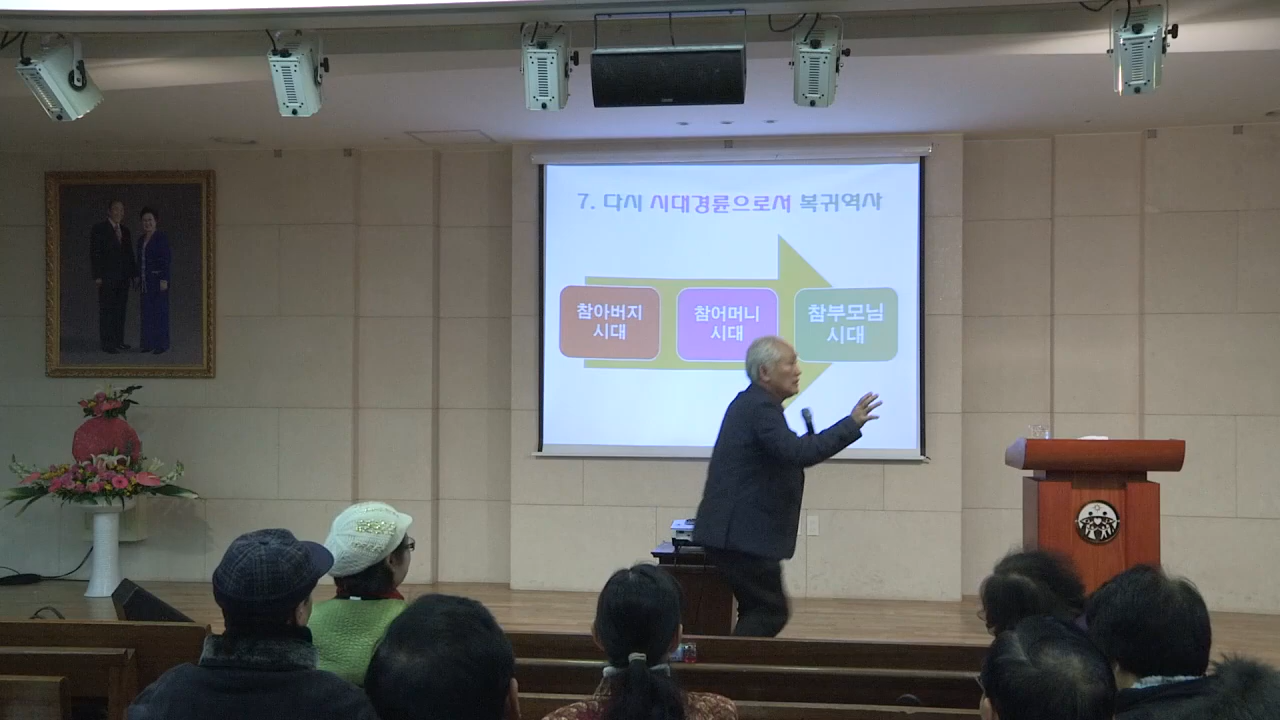 7. 다시 시대경륜으로서 복귀역사
참아버지
시대
참어머니
시대
참부모님
시대